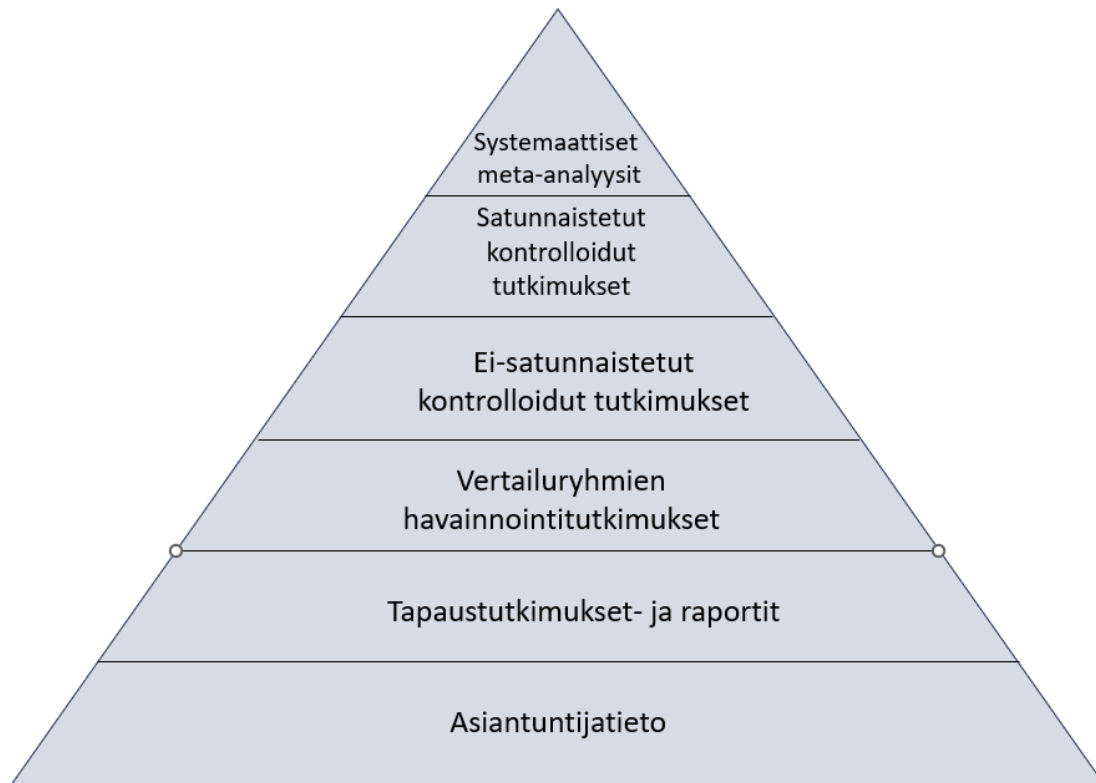 Systemaattiset
meta-analyysit
Satunnaistetut
kontrolloidut
tutkimukset
Ei-satunnaistetut
kontrolloidut tutkimukset
Vertailuryhmien
havainnointitutkimukset
Tapaustutkimukset- ja raportit
Asiantuntijatieto